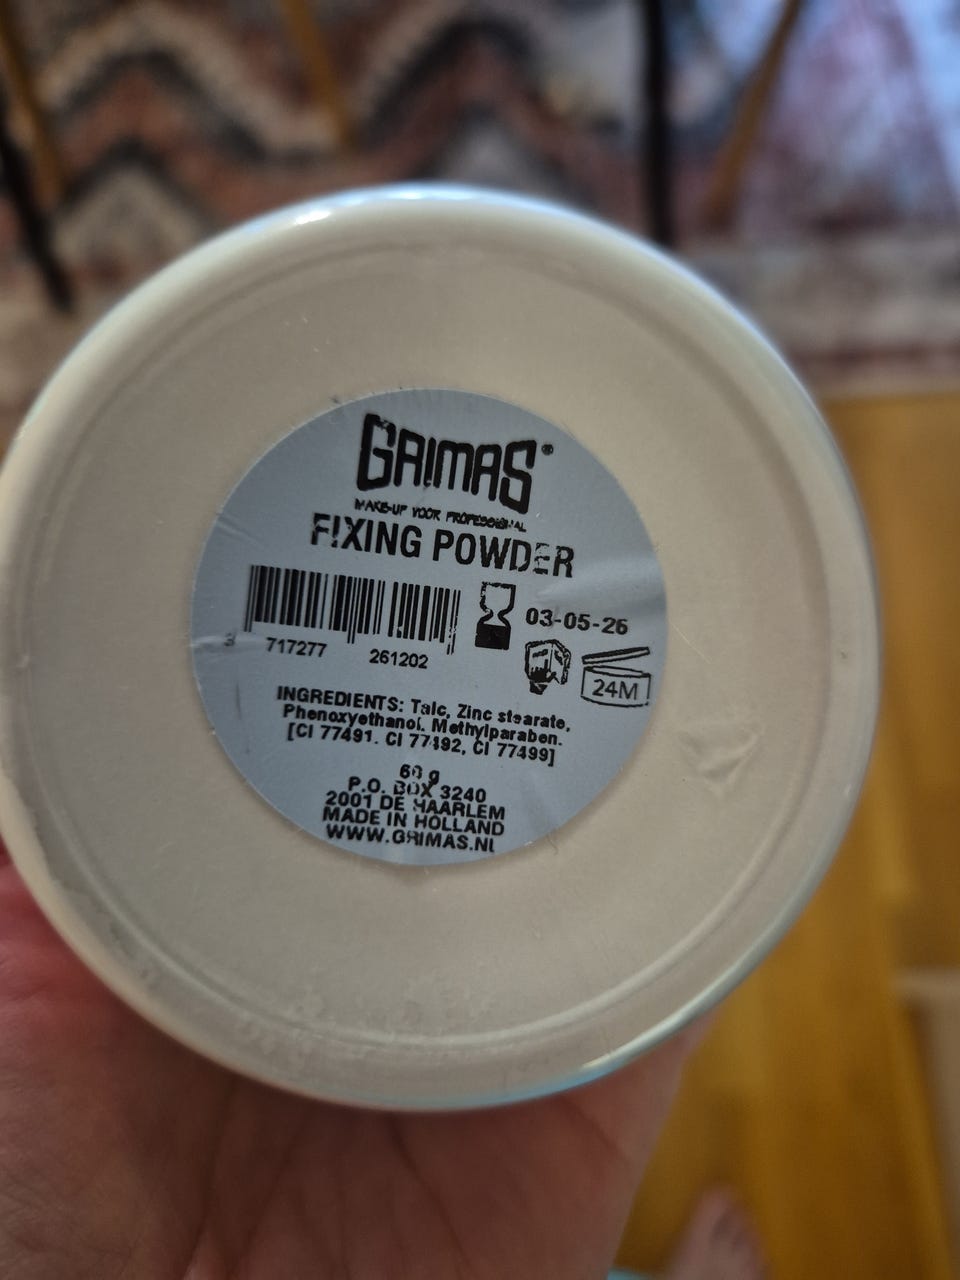 GRIMAS®
MAKE-UP VOOR PROFESSIONAL
FIXING POWDER
03-05-26
717277 261202
24M
INGREDIENTS: Talc, Zinc stearate,
Phenoxyethanol, Methylparaben.
[CI 77491. CI 77492, CI 77499]
60 g
P.O. BOX 3240
2001 DE HAARLEM
MADE IN HOLLAND
WWW.GRIMAS.NL